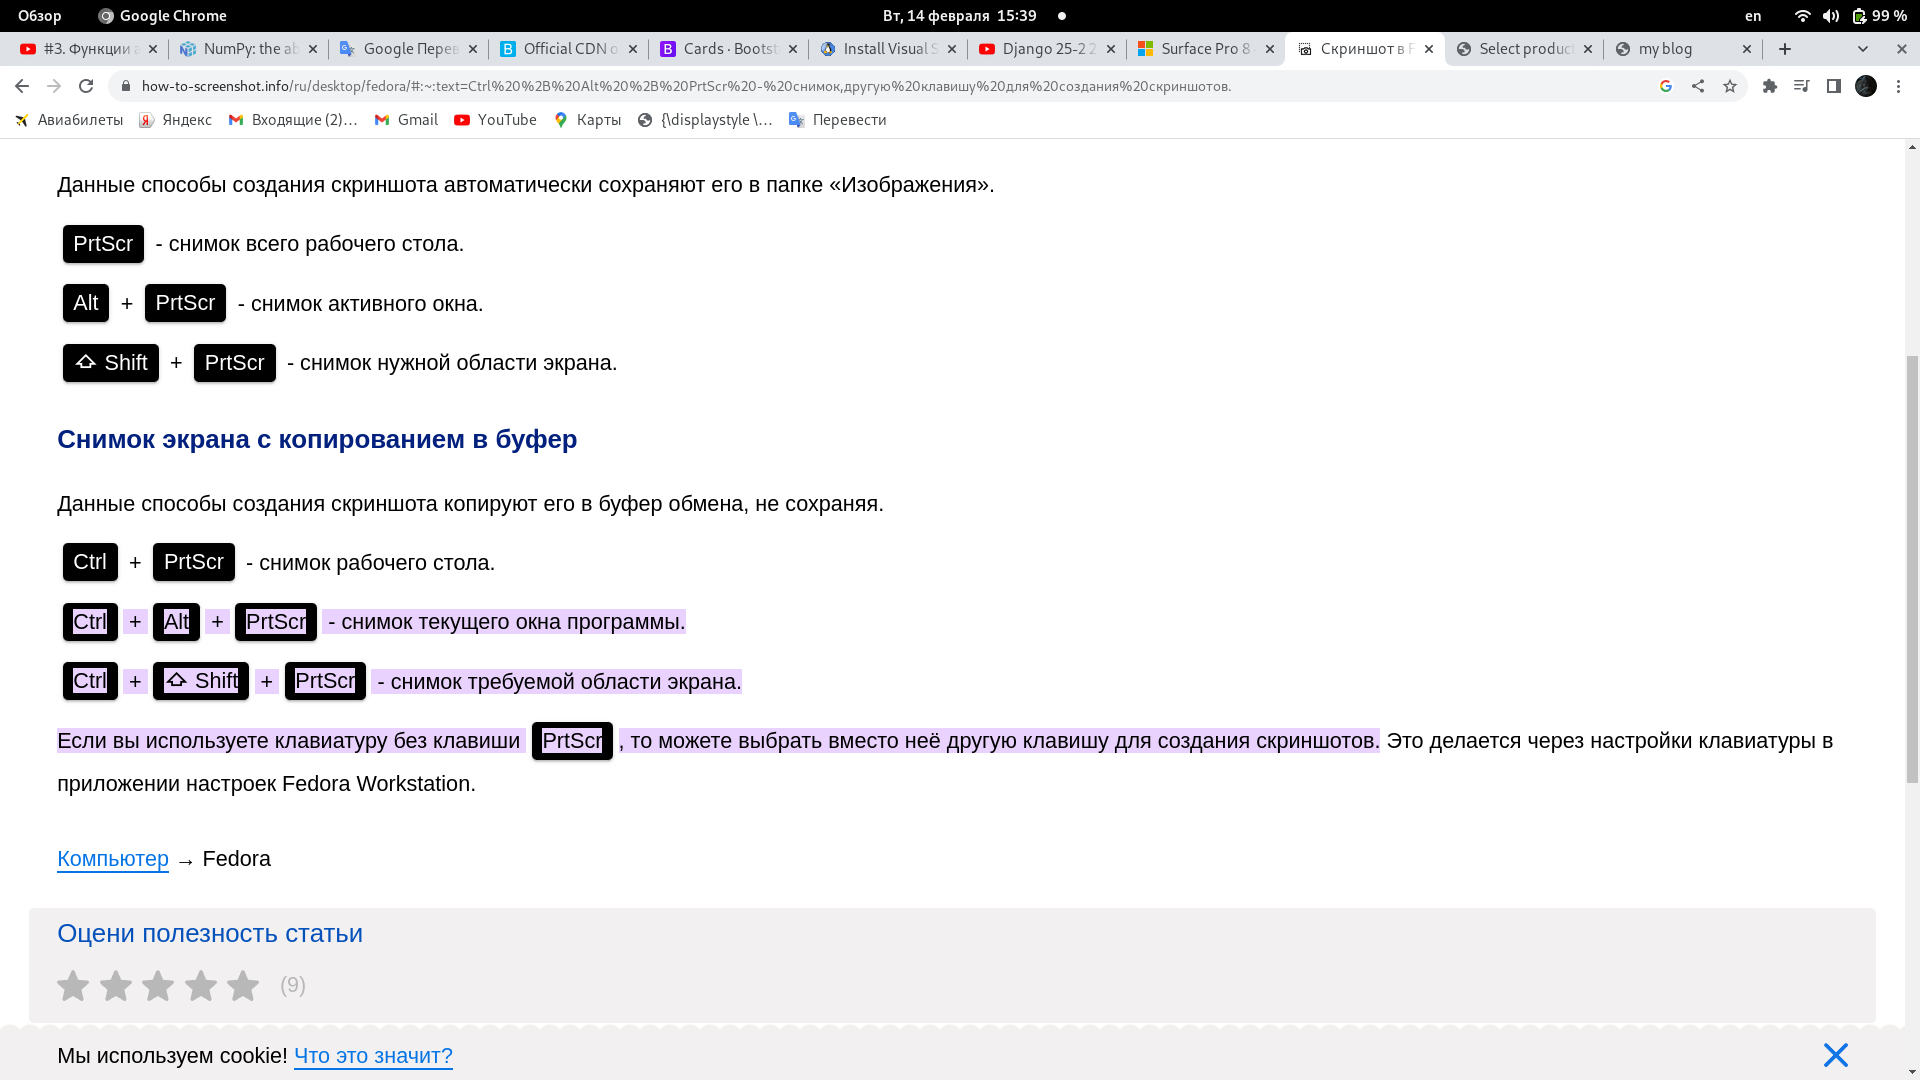 Обзор Google Chrome Вт, 14 февраля 15:39 en 99 %
#3. Функции NumPy: the ab Google Перев Official CDN o Cards · Bootst Install Visual S Django 25-2 2 Surface Pro 8 Скриншот в F Select product my blog
how-to-screenshot.info/ru/desktop/fedora/#:~:text=Ctrl%20%2B%20Alt%20%2B%20PrtScr%20-%20снимок,другую%20клавишу%20для%20создания%20скриншотов.
Авиабилеты Яндекс Входящие (2)... Gmail YouTube Карты {\displaystyle \... Перевести
Данные способы создания скриншота автоматически сохраняют его в папке «Изображения».
PrtScr - снимок всего рабочего стола.
Alt + PrtScr - снимок активного окна.
Shift + PrtScr - снимок нужной области экрана.
Снимок экрана с копированием в буфер
Данные способы создания скриншота копируют его в буфер обмена, не сохраняя.
Ctrl + PrtScr - снимок рабочего стола.
Ctrl + Alt + PrtScr - снимок текущего окна программы.
Ctrl + Shift + PrtScr - снимок требуемой области экрана.
Если вы используете клавиатуру без клавиши PrtScr , то можете выбрать вместо неё другую клавишу для создания скриншотов. Это делается через настройки клавиатуры в
приложении настроек Fedora Workstation.
Компьютер → Fedora
Оцени полезность статьи
(9)
Мы используем cookie! Что это значит?